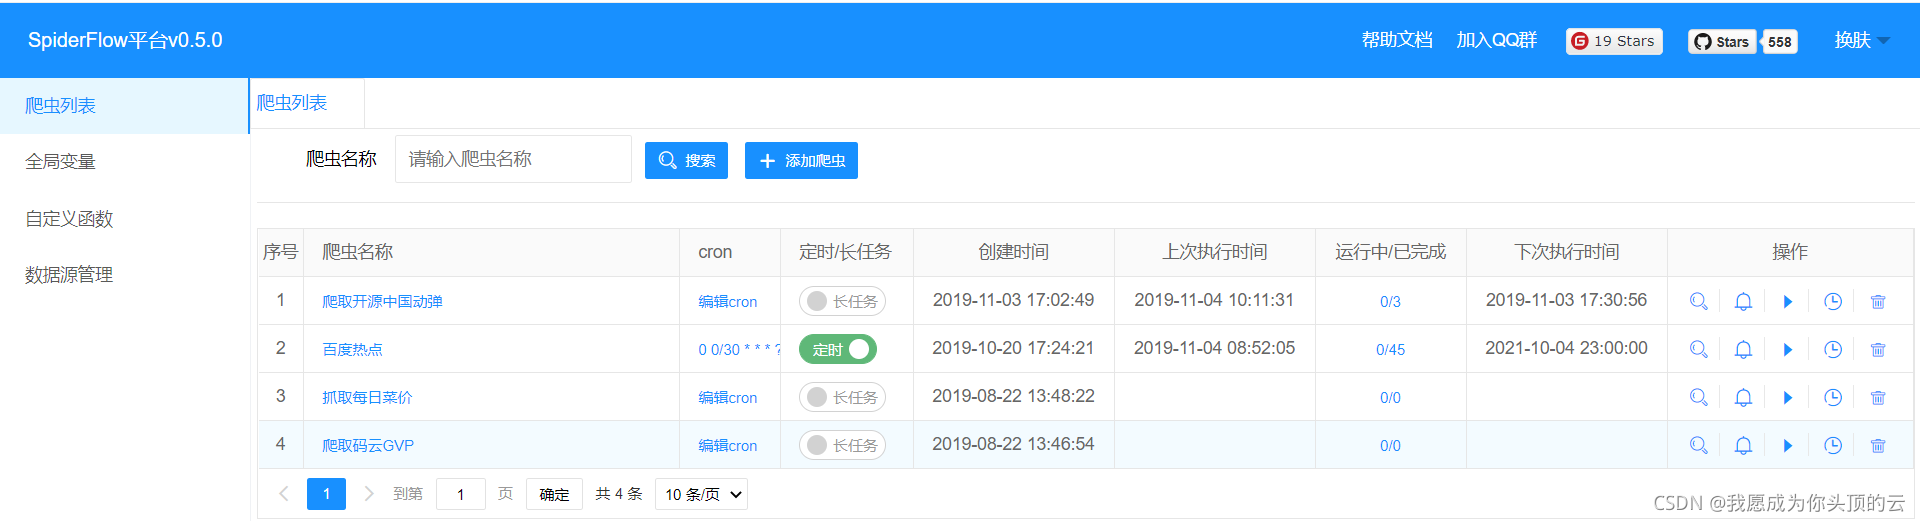 SpiderFlow平台v0.5.0 帮助文档 加入QQ群 19 Stars Stars 558 换肤
爬虫列表 爬虫列表
全局变量
自定义函数
数据源管理
爬虫名称 请输入爬虫名称 搜索 添加爬虫
序号 爬虫名称 cron 定时/长任务 创建时间 上次执行时间 运行中/已完成 下次执行时间 操作
1 爬取开源中国动弹 编辑cron 长任务 2019-11-03 17:02:49 2019-11-04 10:11:31 0/3 2019-11-03 17:30:56
2 百度热点 0 0/30 * * * ? 定时 2019-10-20 17:24:21 2019-11-04 08:52:05 0/45 2021-10-04 23:00:00
3 抓取每日菜价 编辑cron 长任务 2019-08-22 13:48:22 0/0
4 爬取码云GVP 编辑cron 长任务 2019-08-22 13:46:54 0/0
1 到第 1 页 确定 共 4 条 10 条/页
CSDN @我愿成为你头顶的云